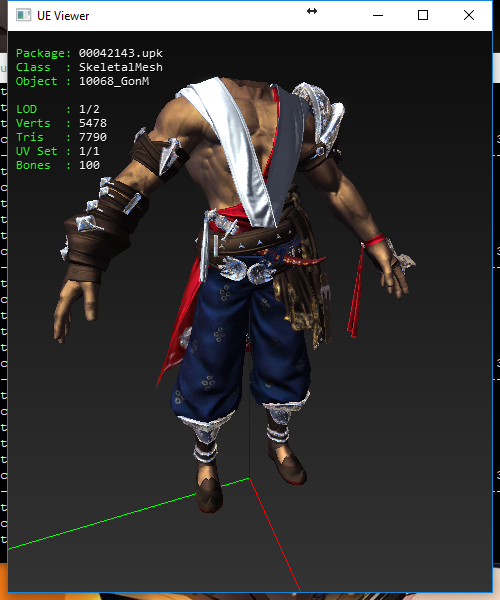 UE Viewer
Package: 00042143.upk
Class : SkeletalMesh
Object : 10068_GonM
LOD : 1/2
Verts : 5478
Tris : 7790
UV Set : 1/1
Bones : 100